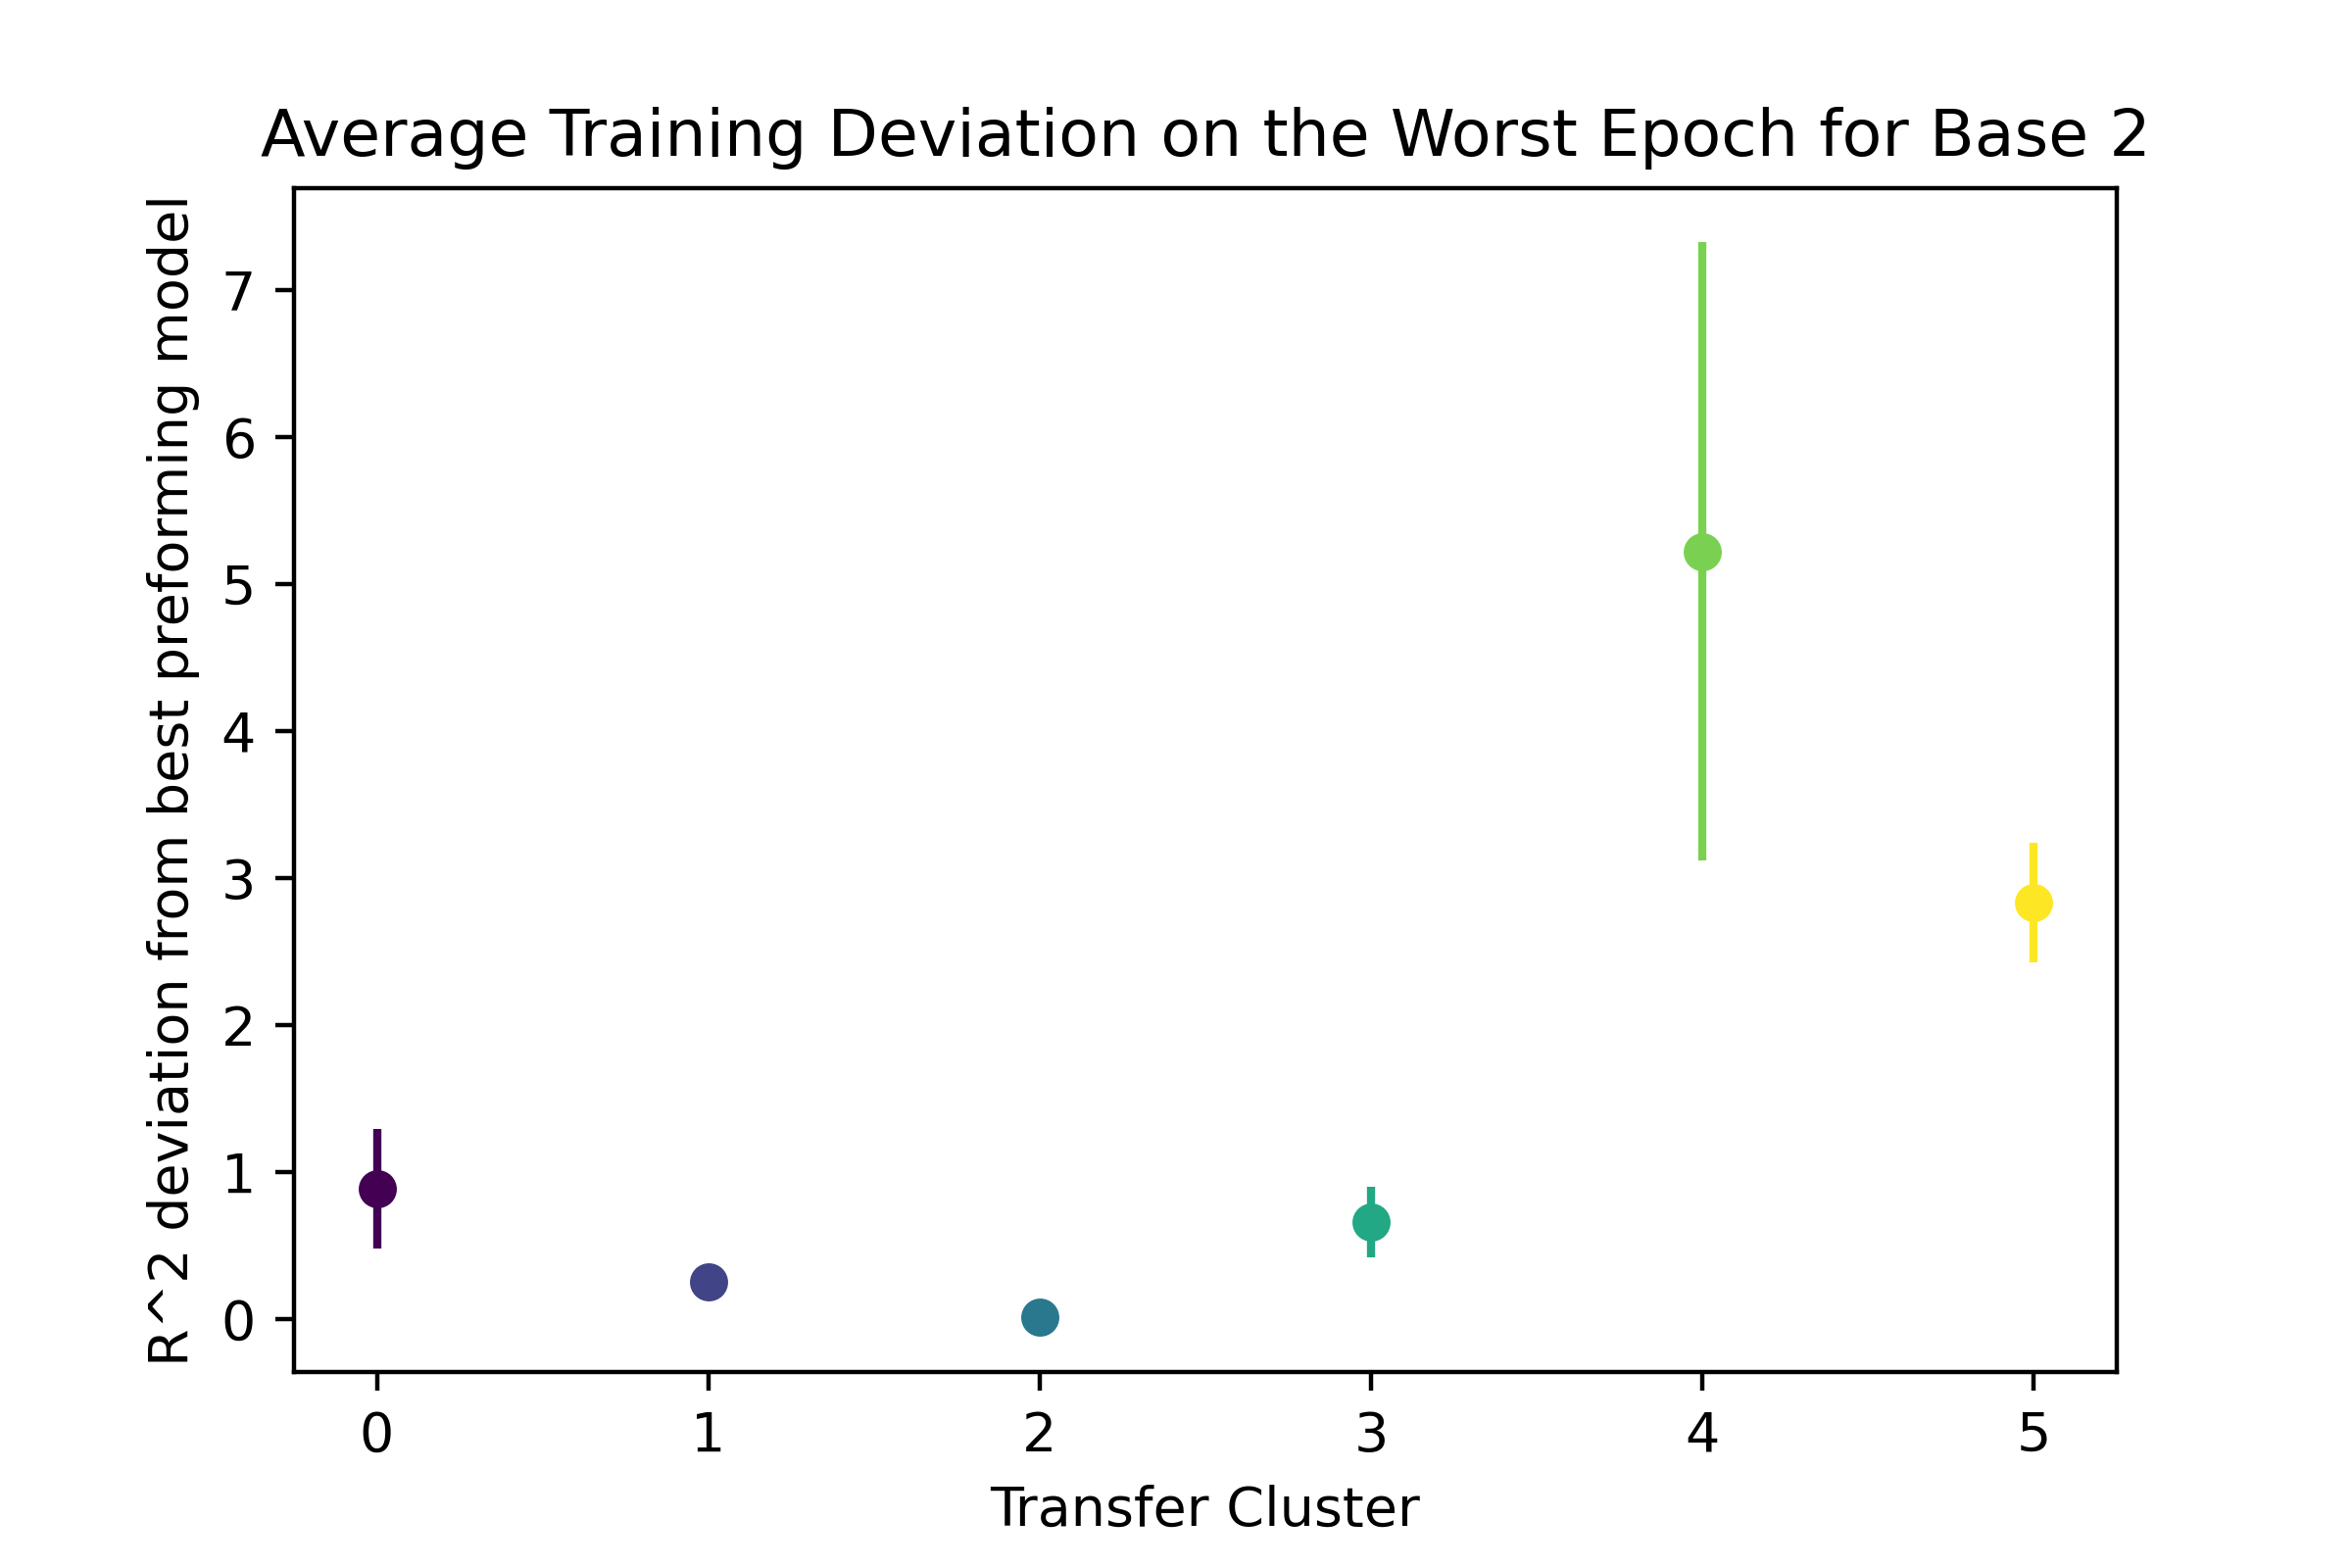 Average Training Deviation on the Worst Epoch for Base 2
R^2 deviation from best preforming model
7
6
5
4
3
2
1
0
0 1 2 3 4 5
Transfer Cluster